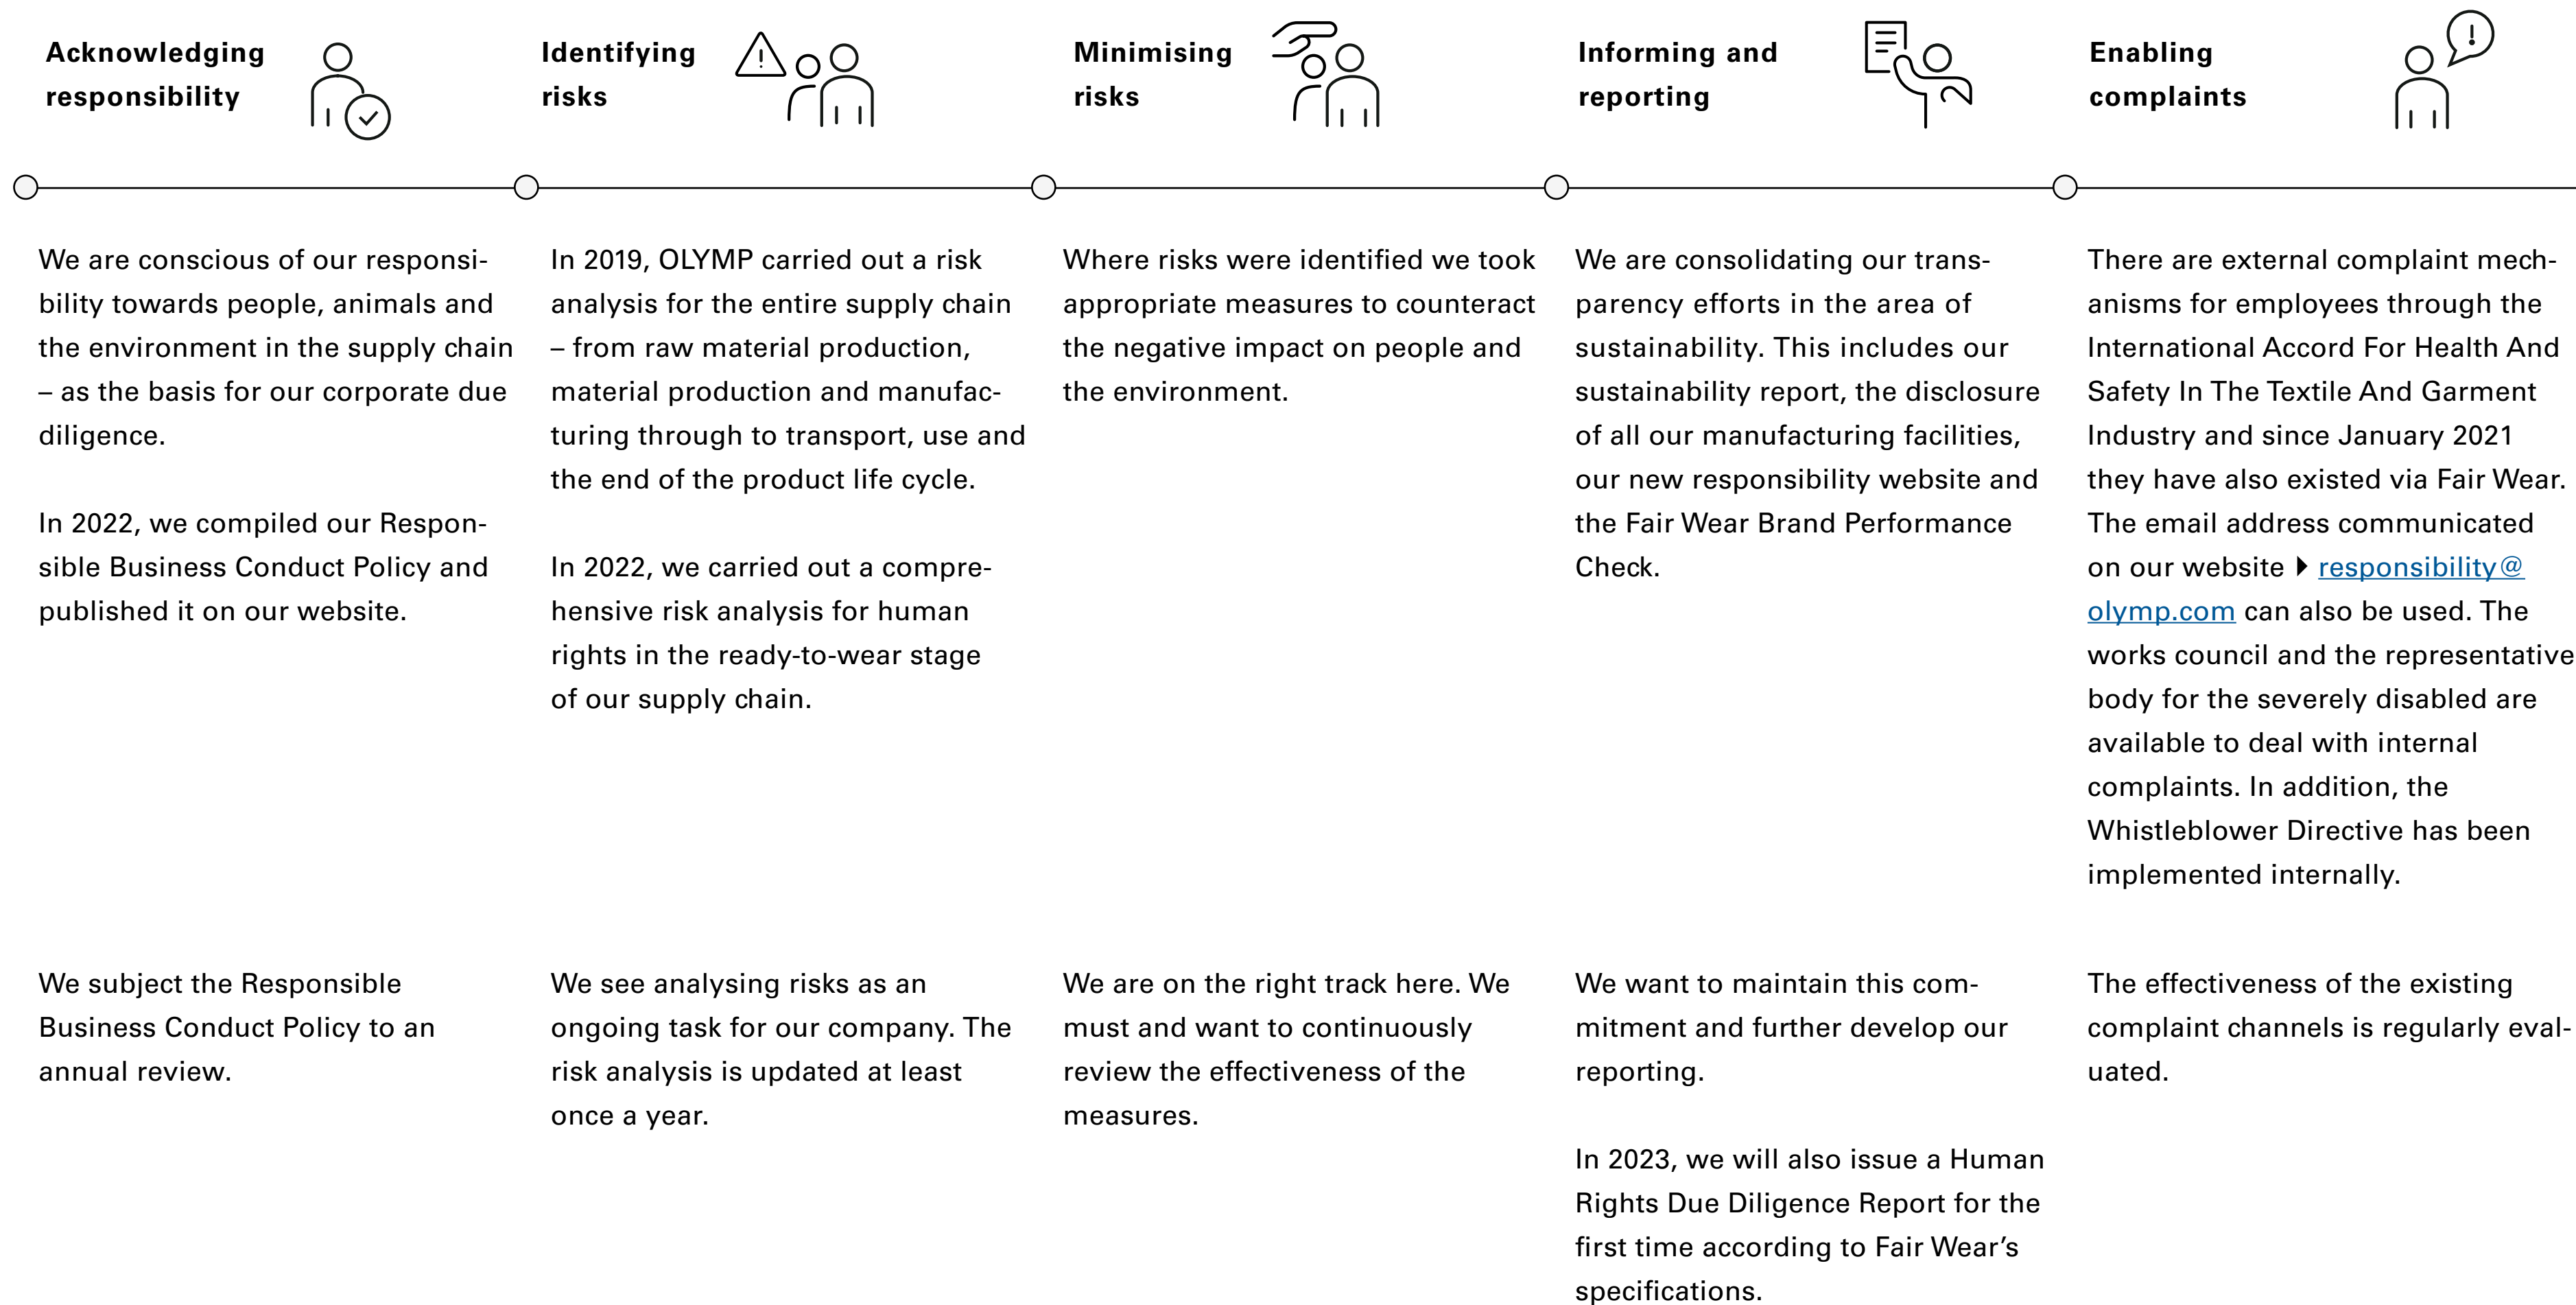 Acknowledging
responsibility
Identifying
risks
Minimising
risks
Informing and
reporting
Enabling
complaints
We are conscious of our responsi-
bility towards people, animals and
the environment in the supply chain
– as the basis for our corporate due
diligence.
In 2022, we compiled our Respon-
sible Business Conduct Policy and
published it on our website.
In 2019, OLYMP carried out a risk
analysis for the entire supply chain
– from raw material production,
material production and manufac-
turing through to transport, use and
the end of the product life cycle.
In 2022, we carried out a compre-
hensive risk analysis for human
rights in the ready-to-wear stage
of our supply chain.
Where risks were identified we took
appropriate measures to counteract
the negative impact on people and
the environment.
We are consolidating our trans-
parency efforts in the area of
sustainability. This includes our
sustainability report, the disclosure
of all our manufacturing facilities,
our new responsibility website and
the Fair Wear Brand Performance
Check.
There are external complaint mech-
anisms for employees through the
International Accord For Health And
Safety In The Textile And Garment
Industry and since January 2021
they have also existed via Fair Wear.
The email address communicated
on our website responsibility@
olymp.com can also be used. The
works council and the representative
body for the severely disabled are
available to deal with internal
complaints. In addition, the
Whistleblower Directive has been
implemented internally.
We subject the Responsible
Business Conduct Policy to an
annual review.
We see analysing risks as an
ongoing task for our company. The
risk analysis is updated at least
once a year.
We are on the right track here. We
must and want to continuously
review the effectiveness of the
measures.
We want to maintain this com-
mitment and further develop our
reporting.
In 2023, we will also issue a Human
Rights Due Diligence Report for the
first time according to Fair Wear’s
specifications.
The effectiveness of the existing
complaint channels is regularly eval-
uated.